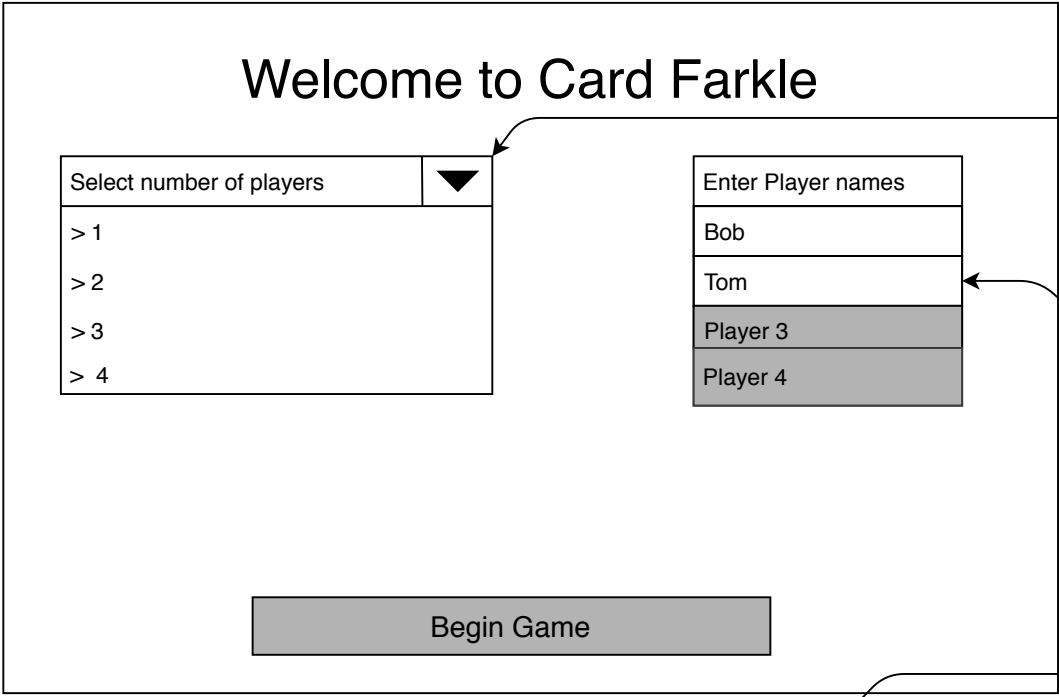 Welcome to Card Farkle
Select number of players
> 1
> 2
> 3
> 4
Enter Player names
Bob
Tom
Player 3
Player 4
Begin Game